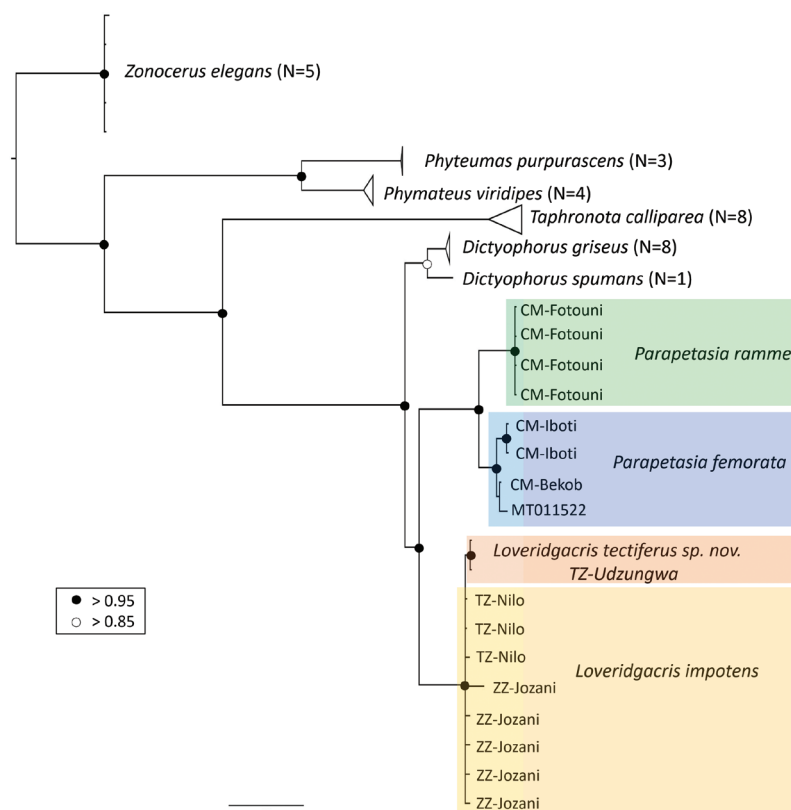 Zonocerus elegans (N=5)
Phyteumas purpurascens (N=3)
Phymateus viridipes (N=4)
Taphronota calliparea (N=8)
Dictyophorus griseus (N=8)
Dictyophorus spumans (N=1)
CM-Fotouni
CM-Fotouni
Parapetasia ramme
CM-Fotouni
CM-Fotouni
CM-Iboti
CM-Iboti
Parapetasia femorata
CM-Bekob
MT011522
Loveridgacris tectiferus sp. nov.
TZ-Udzungwa
> 0.95
> 0.85
TZ-Nilo
TZ-Nilo
TZ-Nilo
Loveridgacris impotens
ZZ-Jozani
ZZ-Jozani
ZZ-Jozani
ZZ-Jozani
ZZ-Jozani